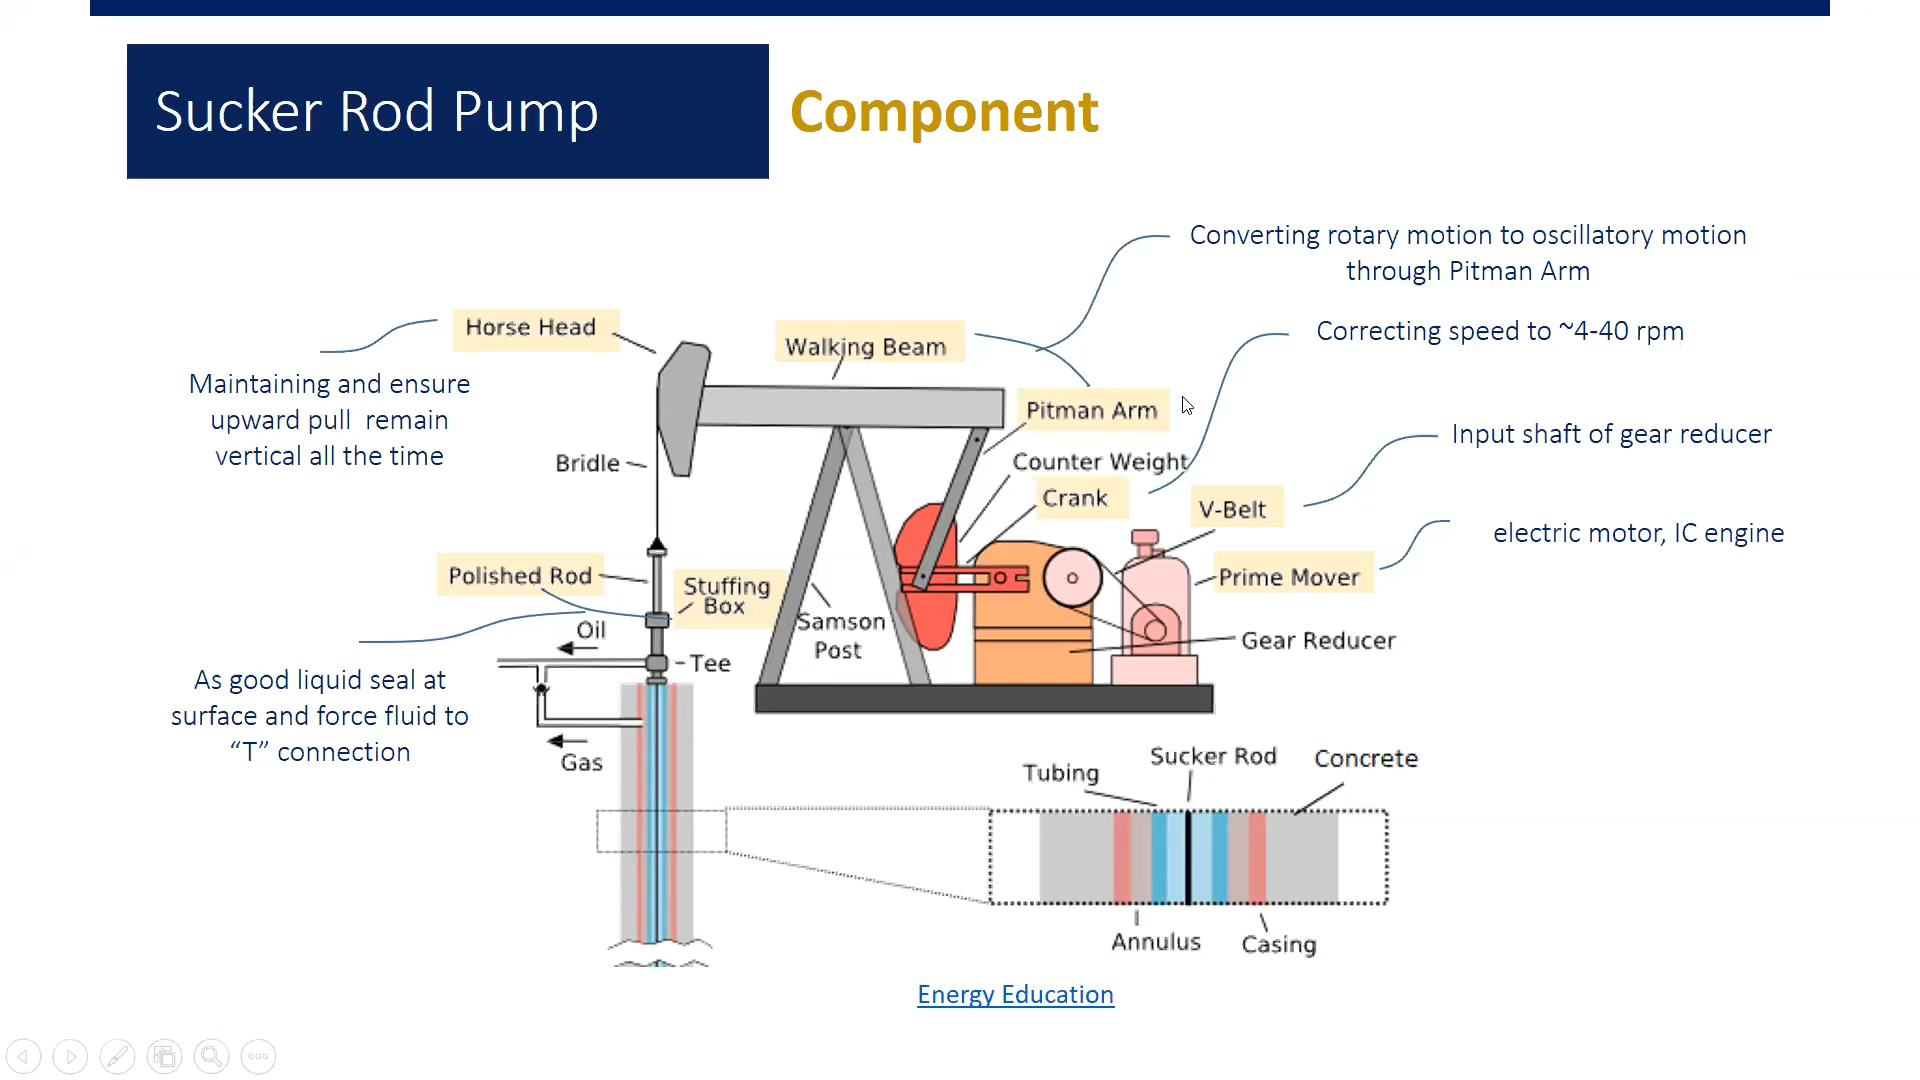 Sucker Rod Pump
Component
Converting rotary motion to oscillatory motion
through Pitman Arm
Correcting speed to ~4-40 rpm
Horse Head
Walking Beam
Maintaining and ensure
upward pull remain
vertical all the time
Pitman Arm
Input shaft of gear reducer
Bridle
Counter Weight
Crank
V-Belt
electric motor, IC engine
Polished Rod
Stuffing
Box
Prime Mover
Samson
Post
Oil
Gear Reducer
Tee
As good liquid seal at
surface and force fluid to
“T” connection
Gas
Tubing
Sucker Rod
Concrete
Annulus
Casing
Energy Education